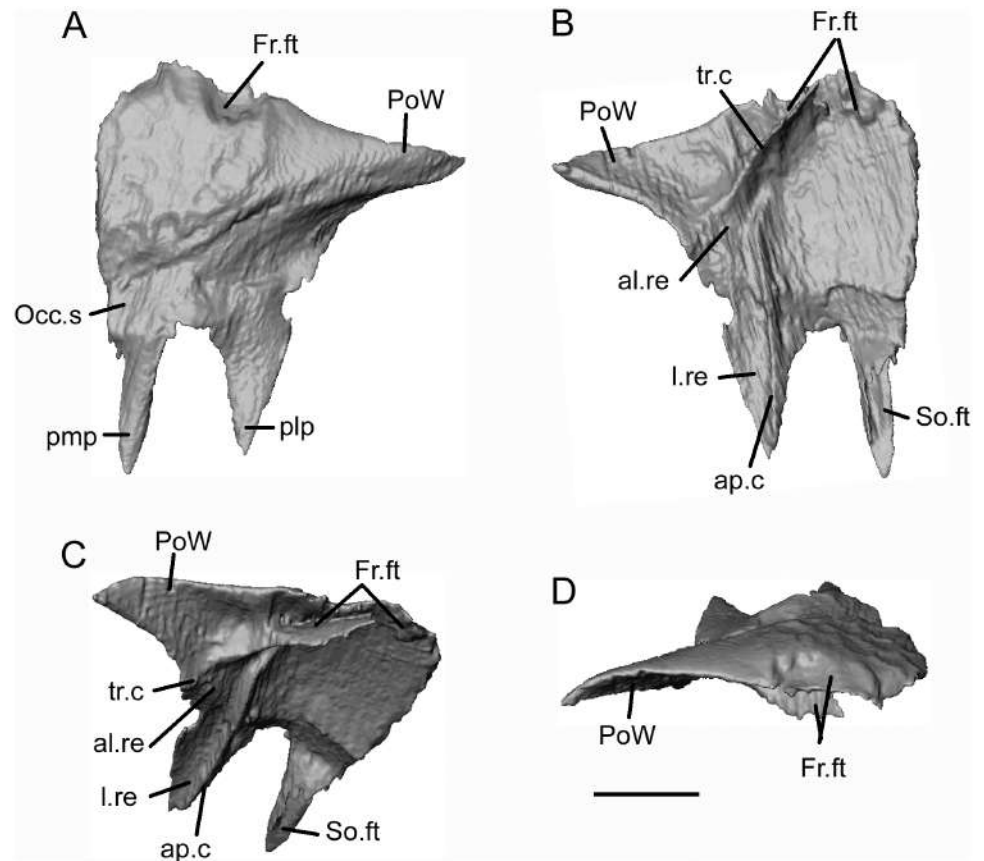 A
Fr.ft
PoW
Occ.s
pmp
plp
B
Fr.ft
tr.c
PoW
al.re
l.re
So.ft
ap.c
C
PoW
Fr.ft
tr.c
al.re
l.re
So.ft
ap.c
D
PoW
Fr.ft